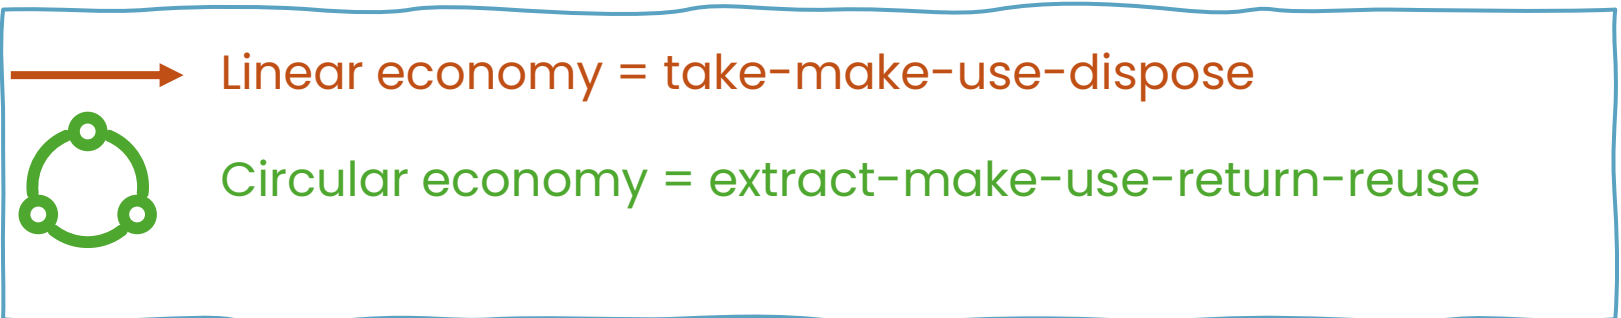 Linear economy = take-make-use-dispose
Circular economy = extract-make-use-return-reuse